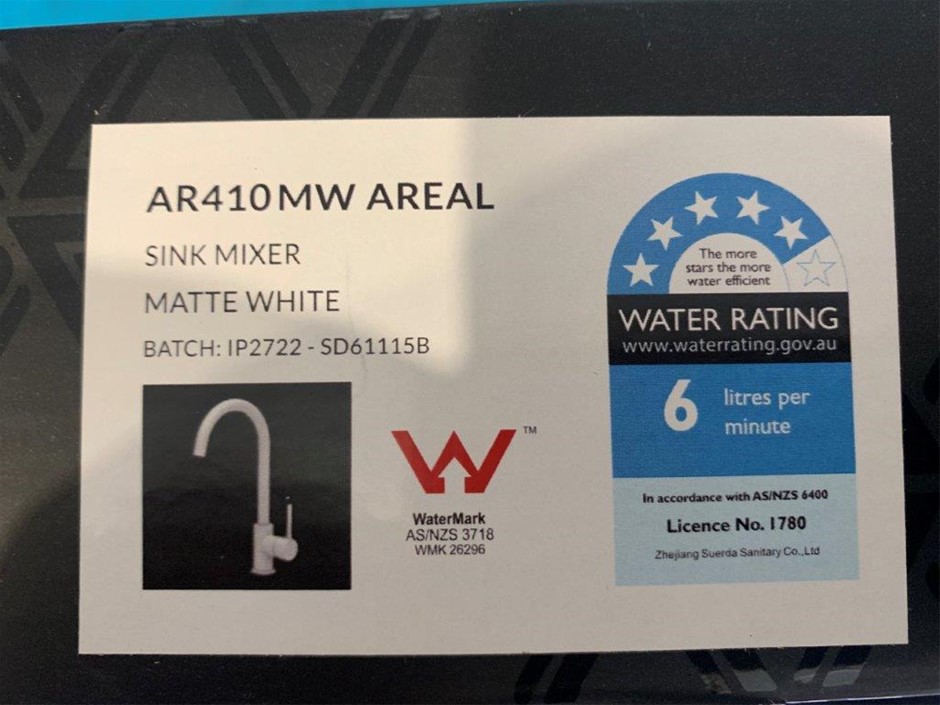 AR410MW AREAL
SINK MIXER
MATTE WHITE
BATCH: IP2722 - SD61115B
TM
WaterMark
AS/NZS 3718
WMK 26296
The more
stars the more
water efficient
WATER RATING
www.waterrating.gov.au
6 litres per
minute
In accordance with AS/NZS 6400
Licence No. 1780
Zhejiang Suerda Sanitary Co.,Ltd